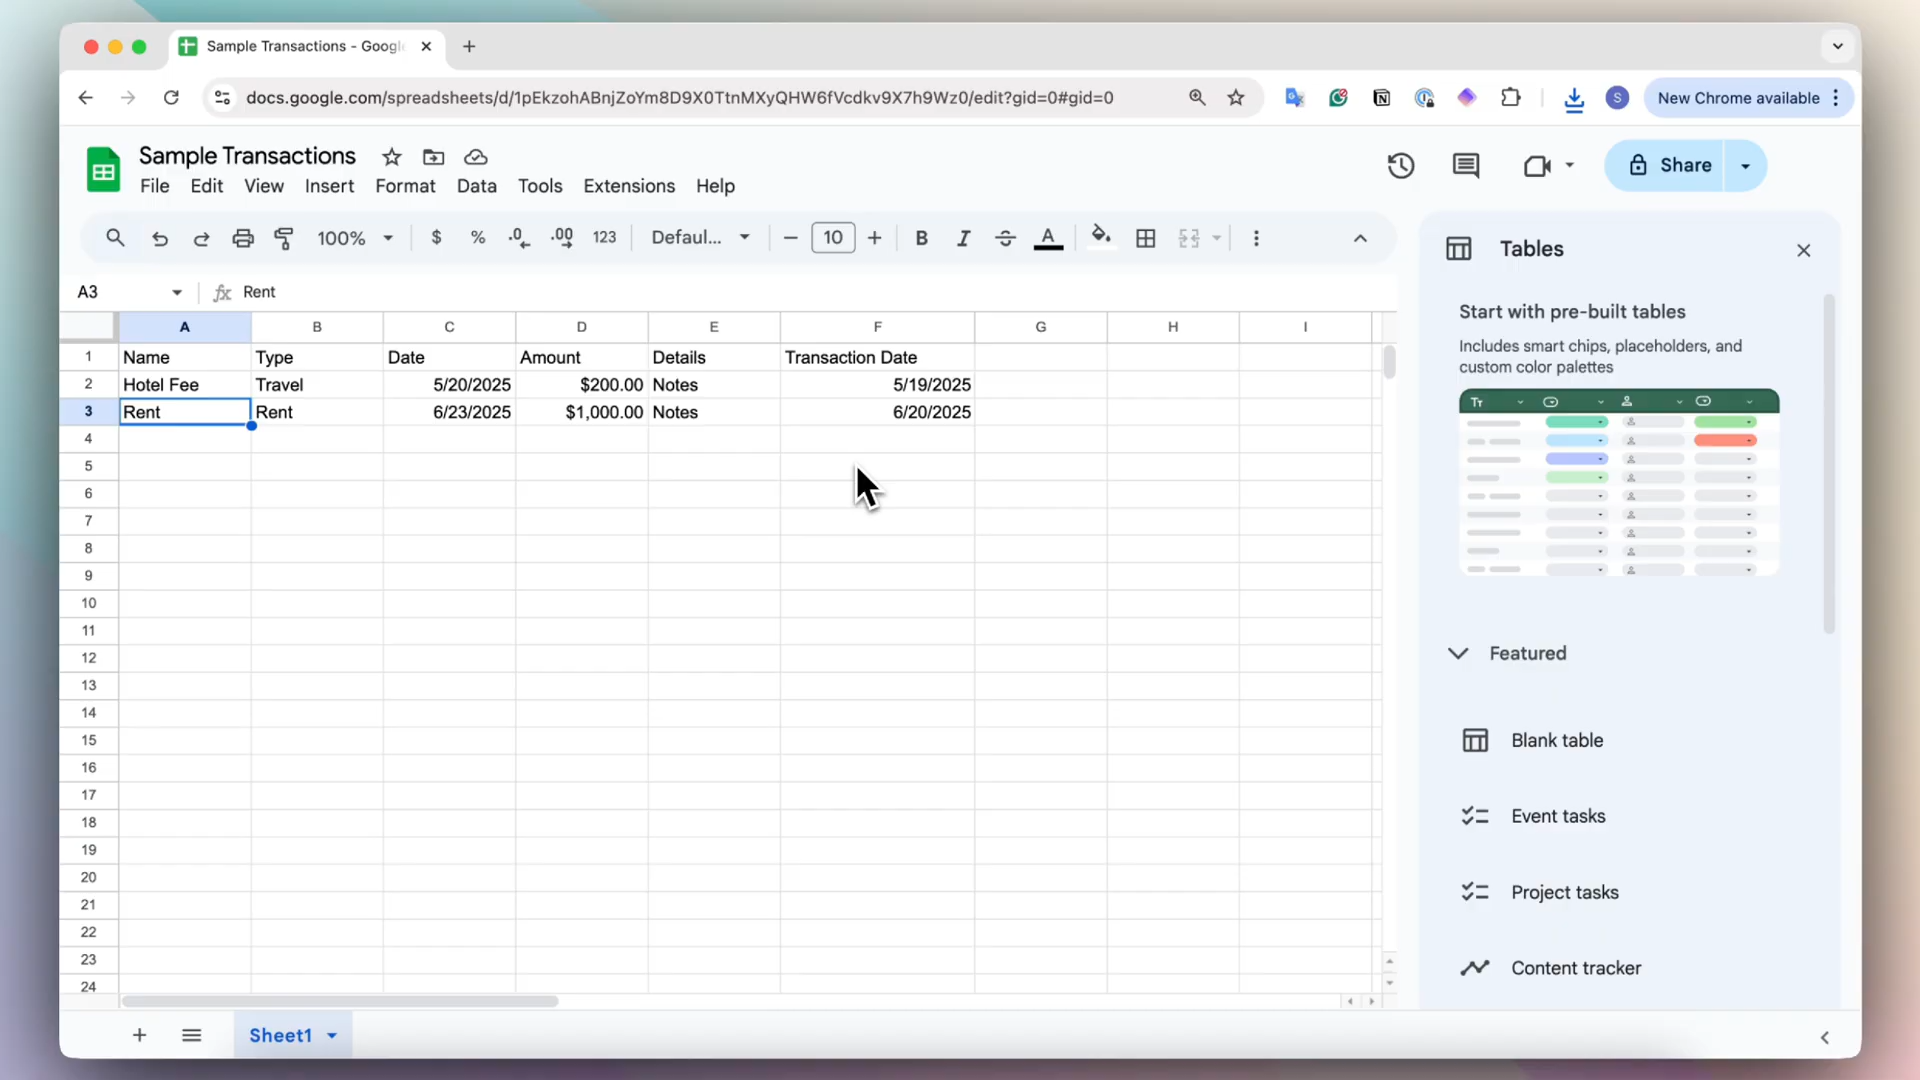 Sample Transactions - Googl
docs.google.com/spreadsheets/d/1pEkzohABnjZoYm8D9X0TtnMXyQHW6fVcdkv9X7h9Wz0/edit?gid=0#gid=0
S
New Chrome available
Sample Transactions
File Edit View Insert Format Data Tools Extensions Help
Share
100% $ % .0 .00 123 Defaul... 10 B I S A
A3 fx Rent
A B C D E F G H I
1 Name Type Date Amount Details Transaction Date
2 Hotel Fee Travel 5/20/2025 $200.00 Notes 5/19/2025
3 Rent Rent 6/23/2025 $1,000.00 Notes 6/20/2025
4
5
6
7
8
9
10
11
12
13
14
15
16
17
18
19
20
21
22
23
24
Sheet1
Tables
Start with pre-built tables
Includes smart chips, placeholders, and
custom color palettes
Tт
Featured
Blank table
Event tasks
Project tasks
Content tracker